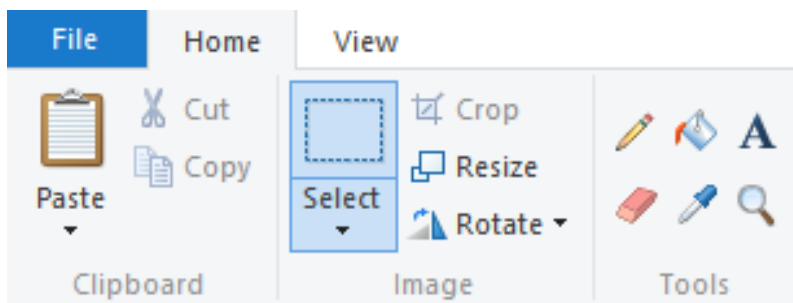 File Home View
Cut
Copy
Paste
Clipboard
Select
Crop
Resize
Rotate
Image
A
Tools